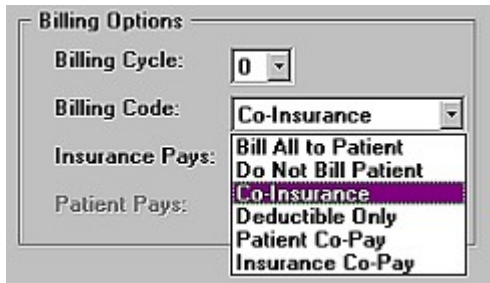 Billing Options
Billing Cycle: 0
Billing Code: Co-Insurance
Insurance Pays: Bill All to Patient
Do Not Bill Patient
Co-Insurance
Patient Pays: Deductible Only
Patient Co-Pay
Insurance Co-Pay